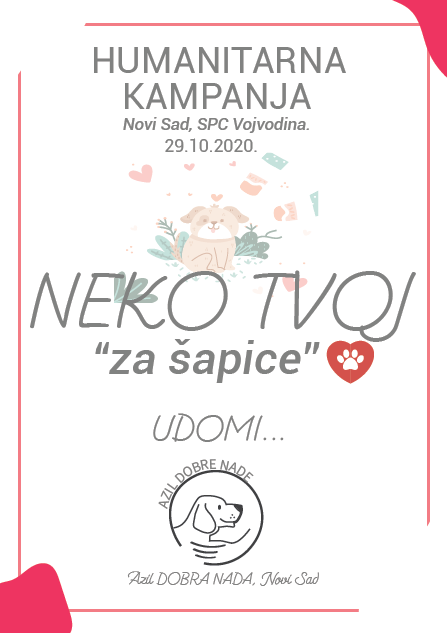 HUMANITARNA
KAMPANJA
Novi Sad, SPC Vojvodina.
29.10.2020.
NEKO TVOJ
“za šapice”
UDOMI...
AZIL DOBRE NADE
Azil DOBRA NADA, Novi Sad